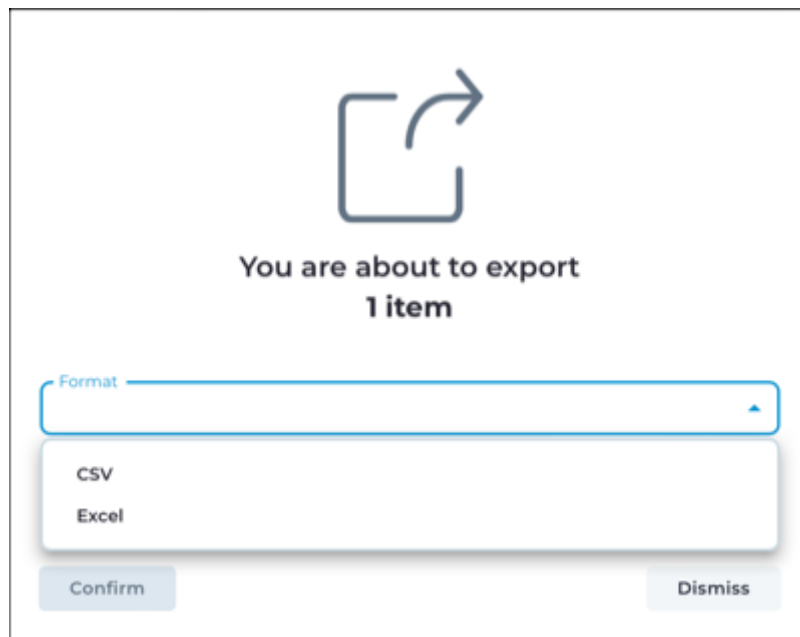 You are about to export
1 item
Format
CSV
Excel
Confirm
Dismiss